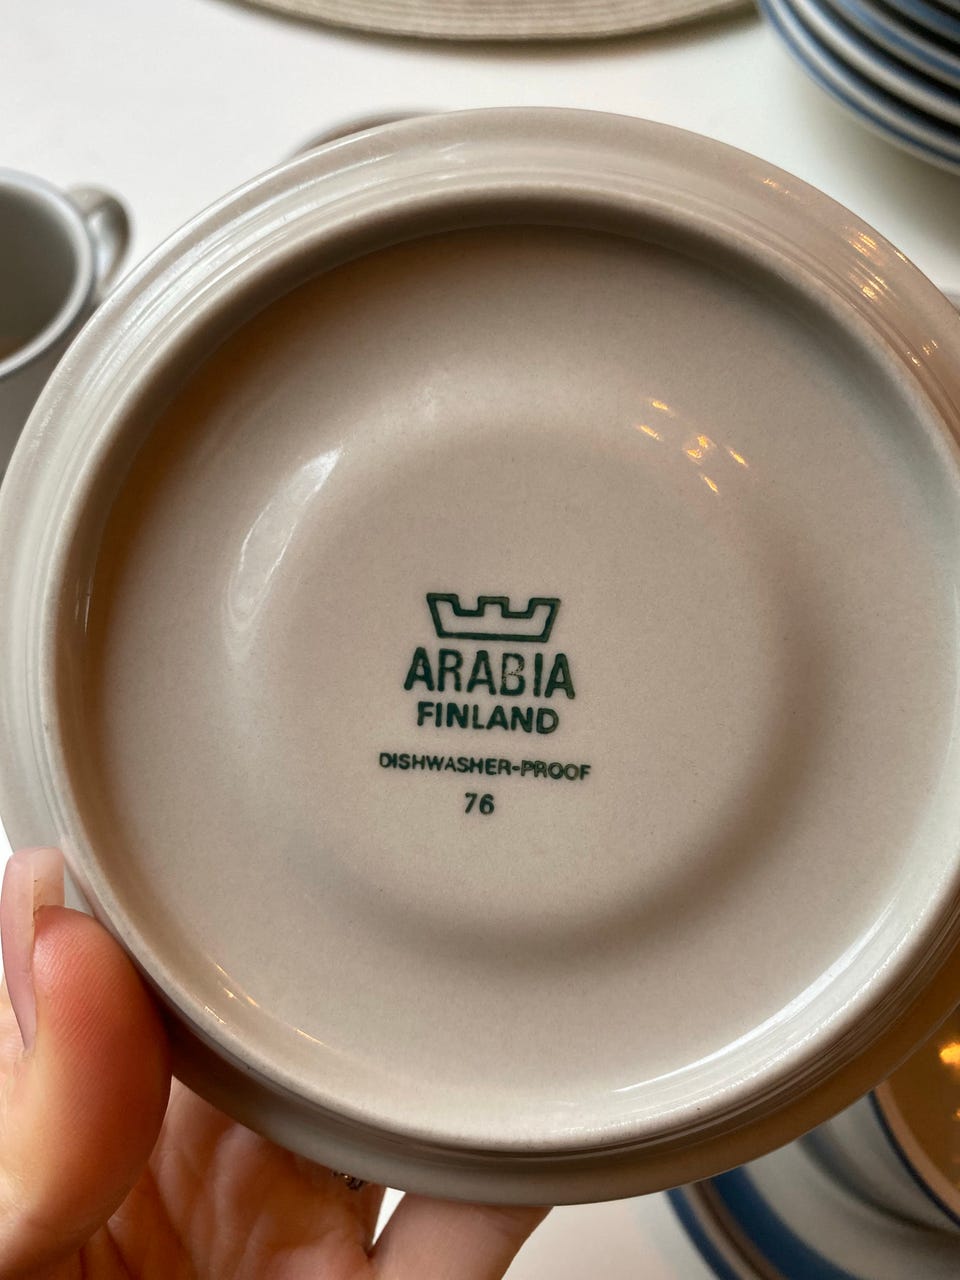 ARABIA
FINLAND
DISHWASHER-PROOF
76